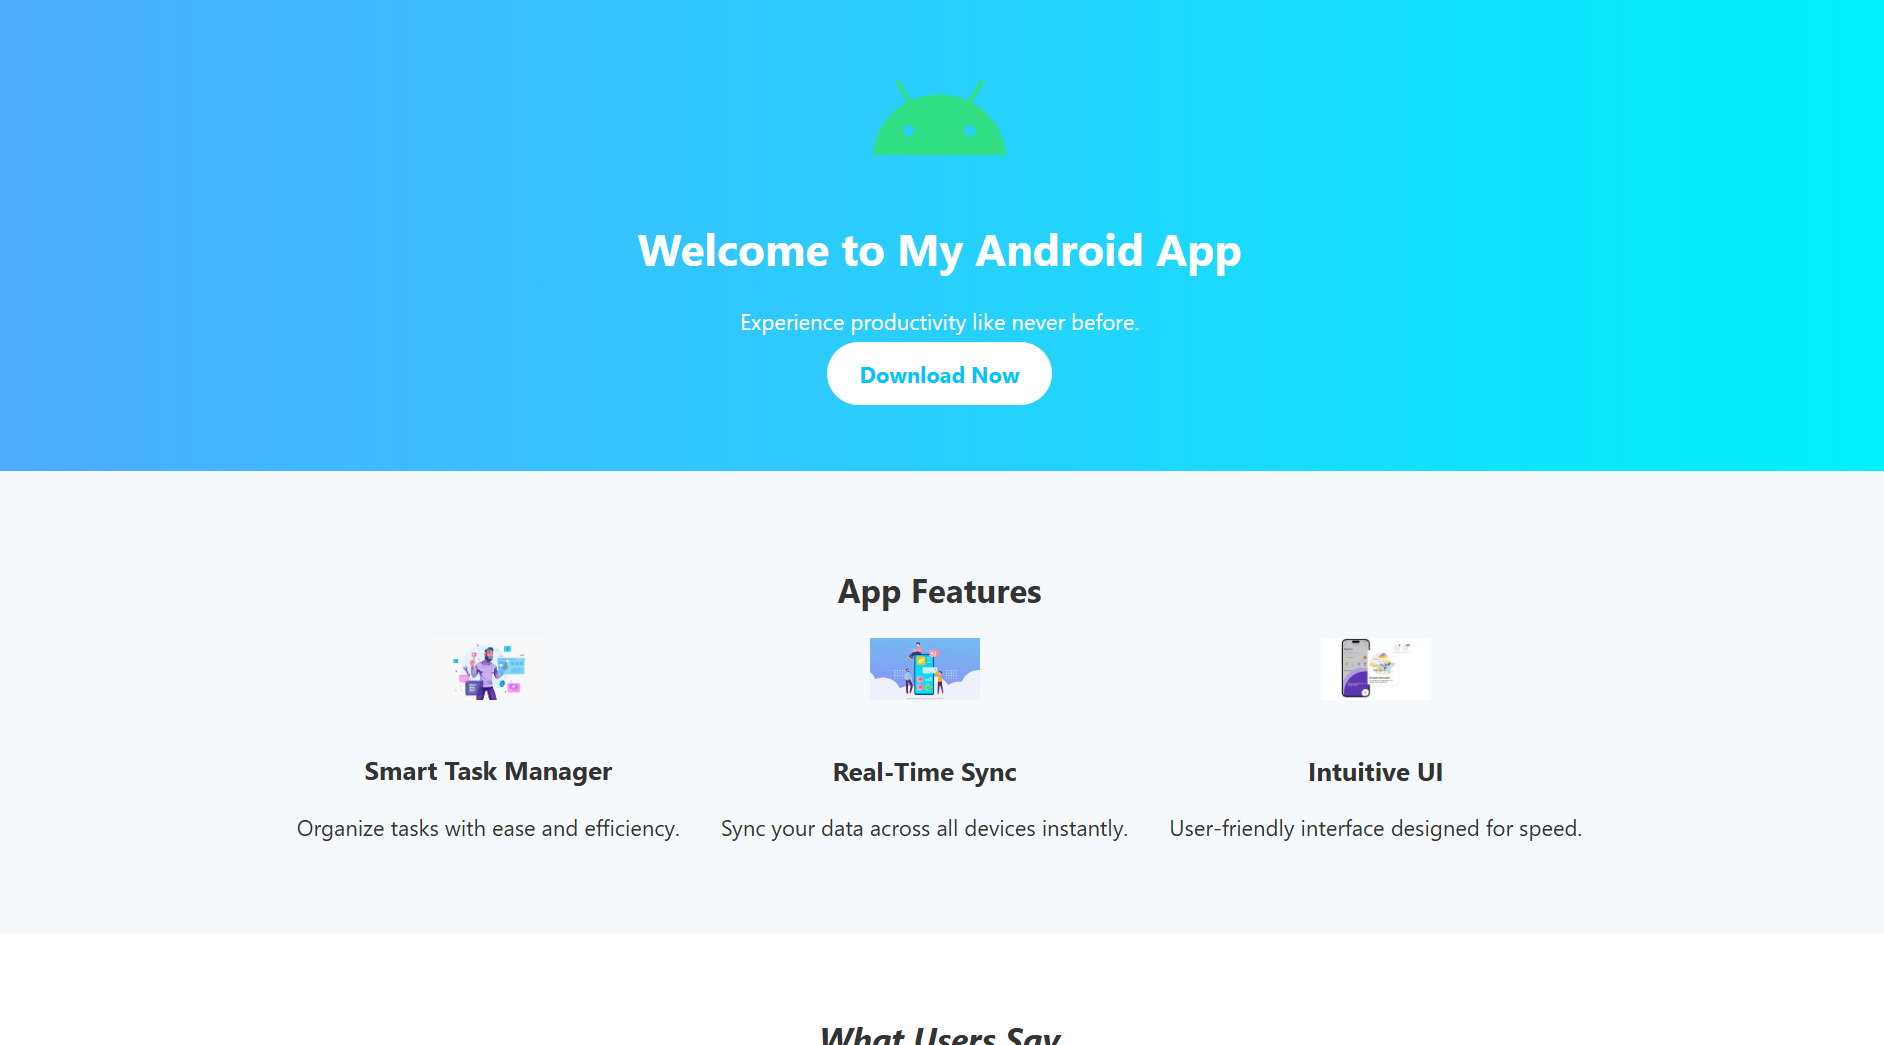 Welcome to My Android App
Experience productivity like never before.
Download Now
App Features
Smart Task Manager
Organize tasks with ease and efficiency.
Real-Time Sync
Sync your data across all devices instantly.
Intuitive UI
User-friendly interface designed for speed.
What Users Say